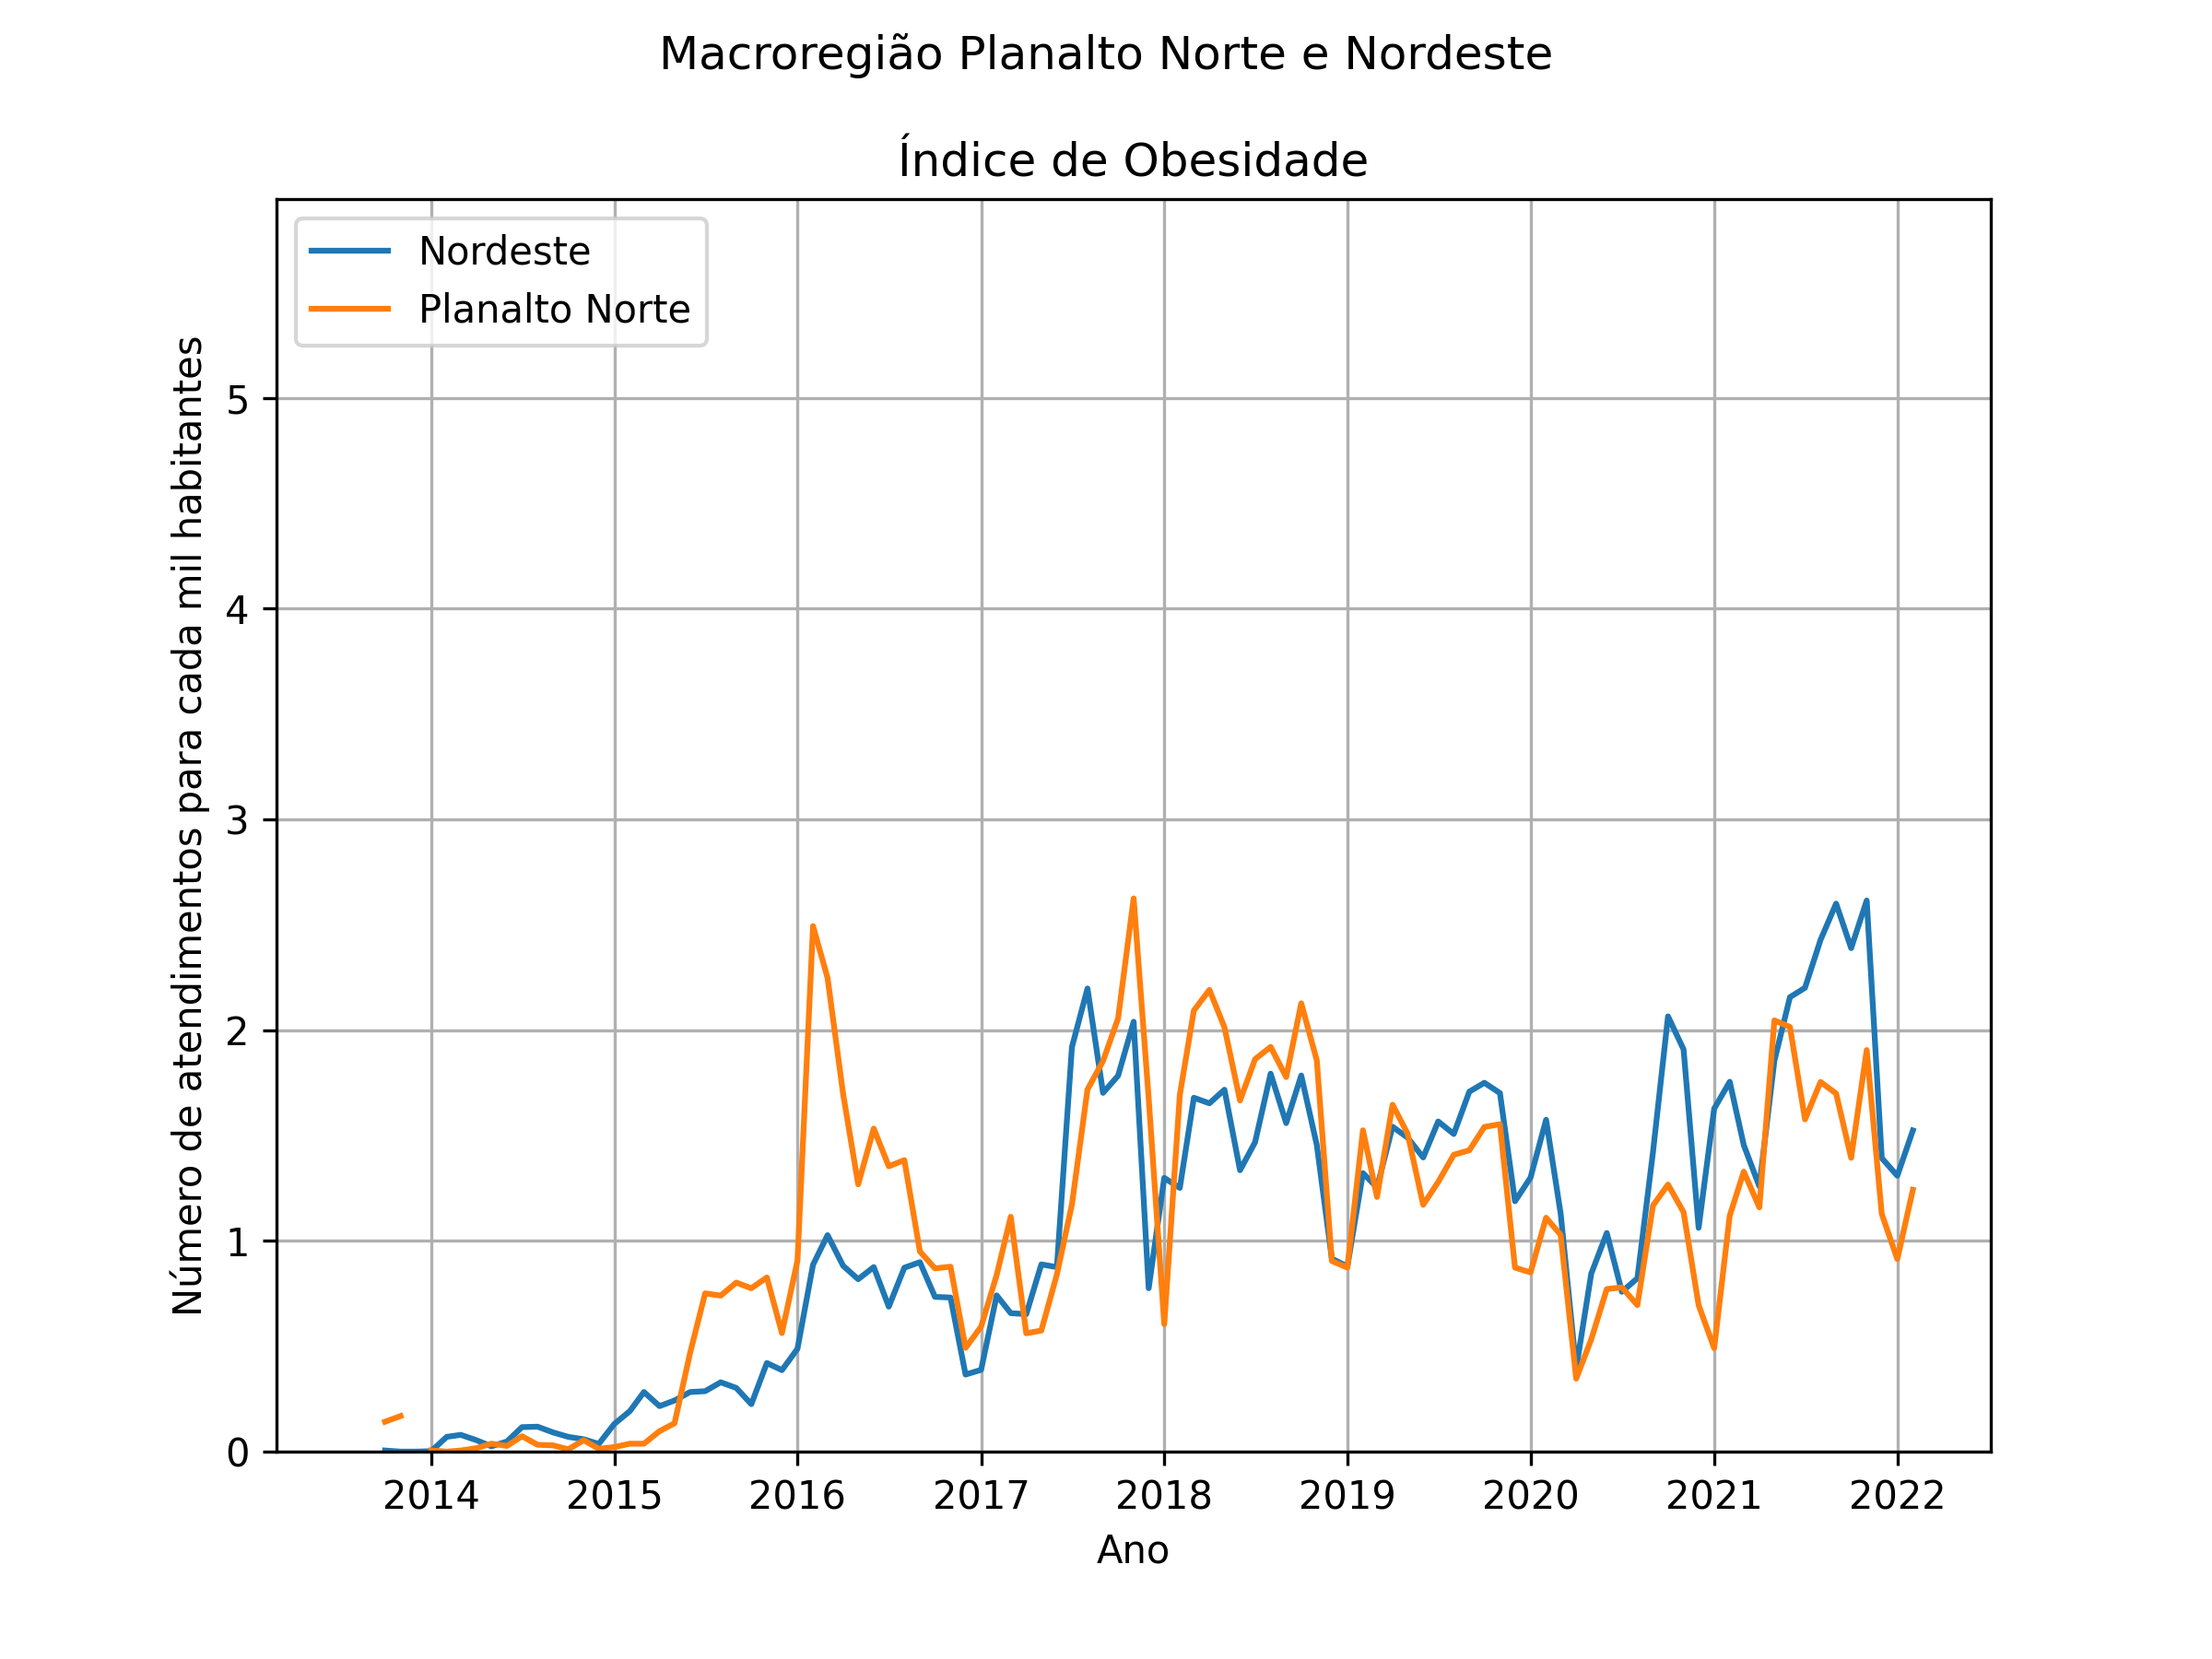 Macroregião Planalto Norte e Nordeste
Índice de Obesidade
Nordeste
Planalto Norte
Número de atendimentos para cada mil habitantes
5
4
3
2
1
0
2014 2015 2016 2017 2018 2019 2020 2021 2022
Ano